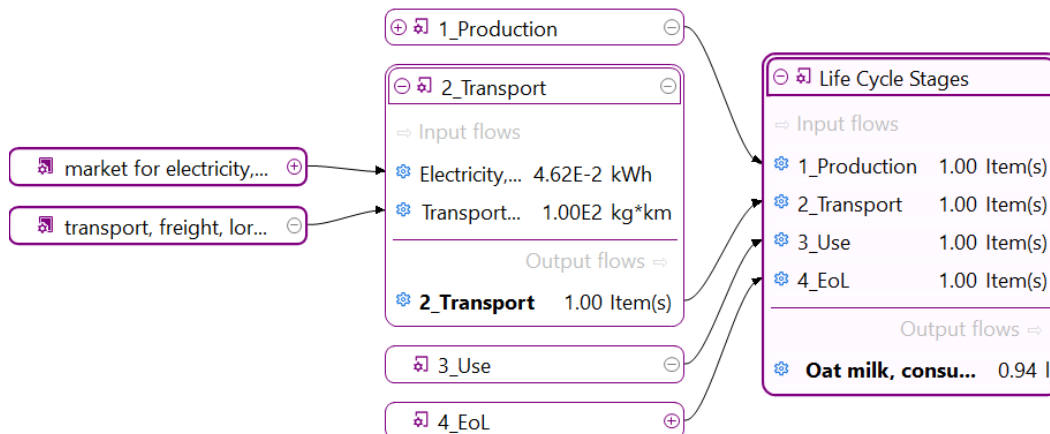 1_Production
2_Transport
Input flows
Electricity,... 4.62E-2 kWh
Transport... 1.00E2 kg*km
Output flows
2_Transport 1.00 Item(s)
market for electricity,...
transport, freight, lor...
3_Use
4_EoL
Life Cycle Stages
Input flows
1_Production 1.00 Item(s)
2_Transport 1.00 Item(s)
3_Use 1.00 Item(s)
4_EoL 1.00 Item(s)
Output flows
Oat milk, consu... 0.94 l